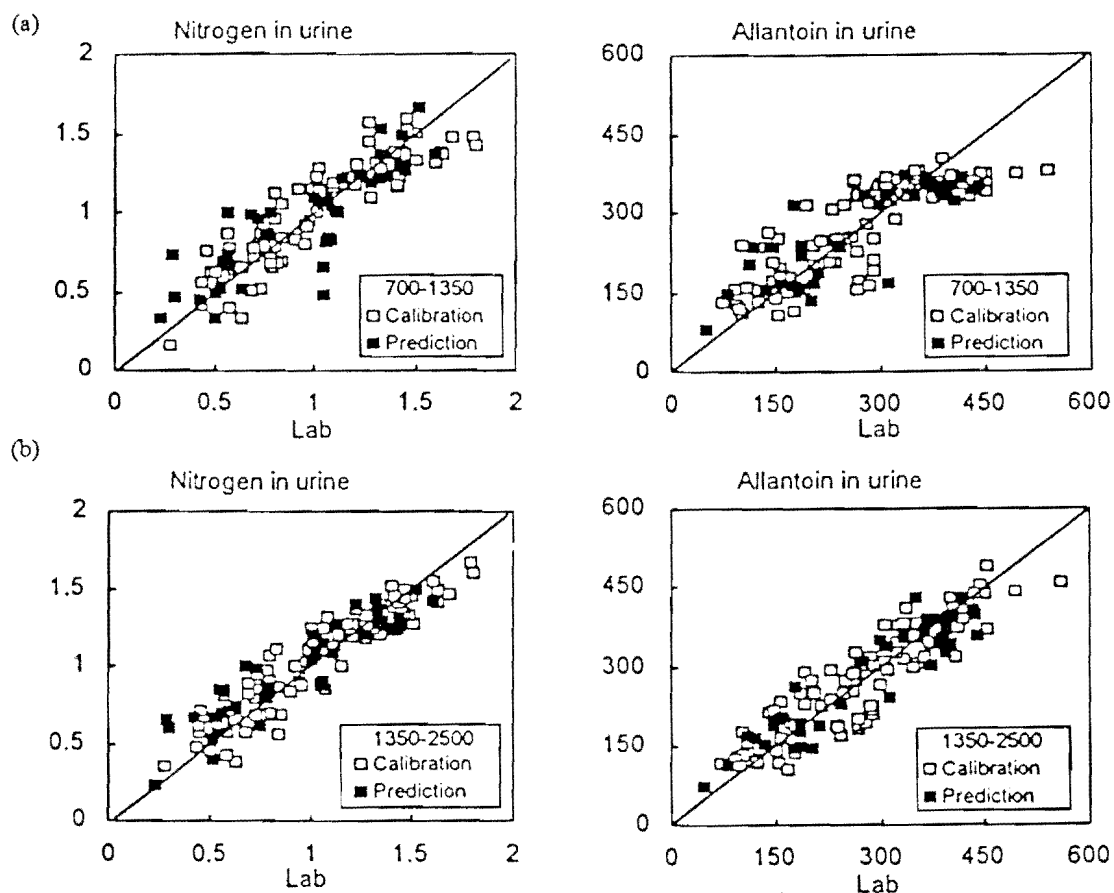 (a)
Nitrogen in urine
2
1.5
1
0.5
0
700-1350
Calibration
Prediction
0 0.5 1 1.5 2
Lab
Allantoin in urine
600
450
300
150
0
700-1350
Calibration
Prediction
0 150 300 450 600
Lab
(b)
Nitrogen in urine
2
1.5
1
0.5
0
1350-2500
Calibration
Prediction
0 0.5 1 1.5 2
Lab
Allantoin in urine
600
450
300
150
0
1350-2500
Calibration
Prediction
0 150 300 450 600
Lab